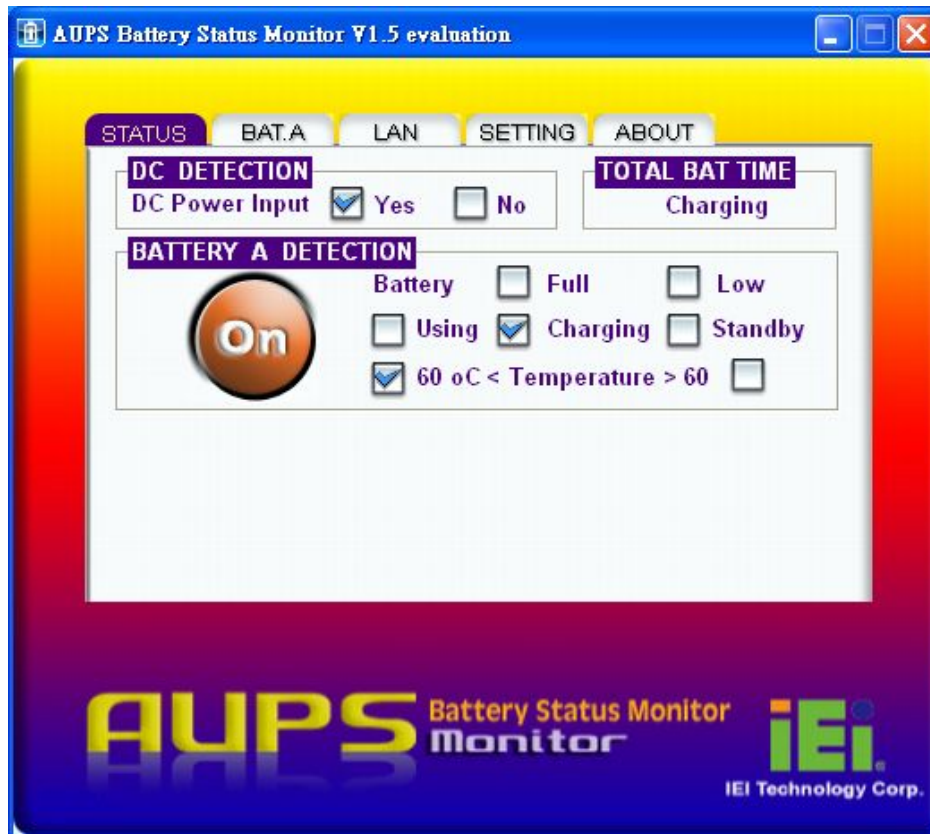 AUPS Battery Status Monitor V1.5 evaluation
STATUS BAT.A LAN SETTING ABOUT
DC DETECTION
DC Power Input Yes No
TOTAL BAT TIME
Charging
BATTERY A DETECTION
On
Battery Full Low
Using Charging Standby
60 oC < Temperature > 60
AUPS Battery Status Monitor
Monitor
iEi
IEI Technology Corp.